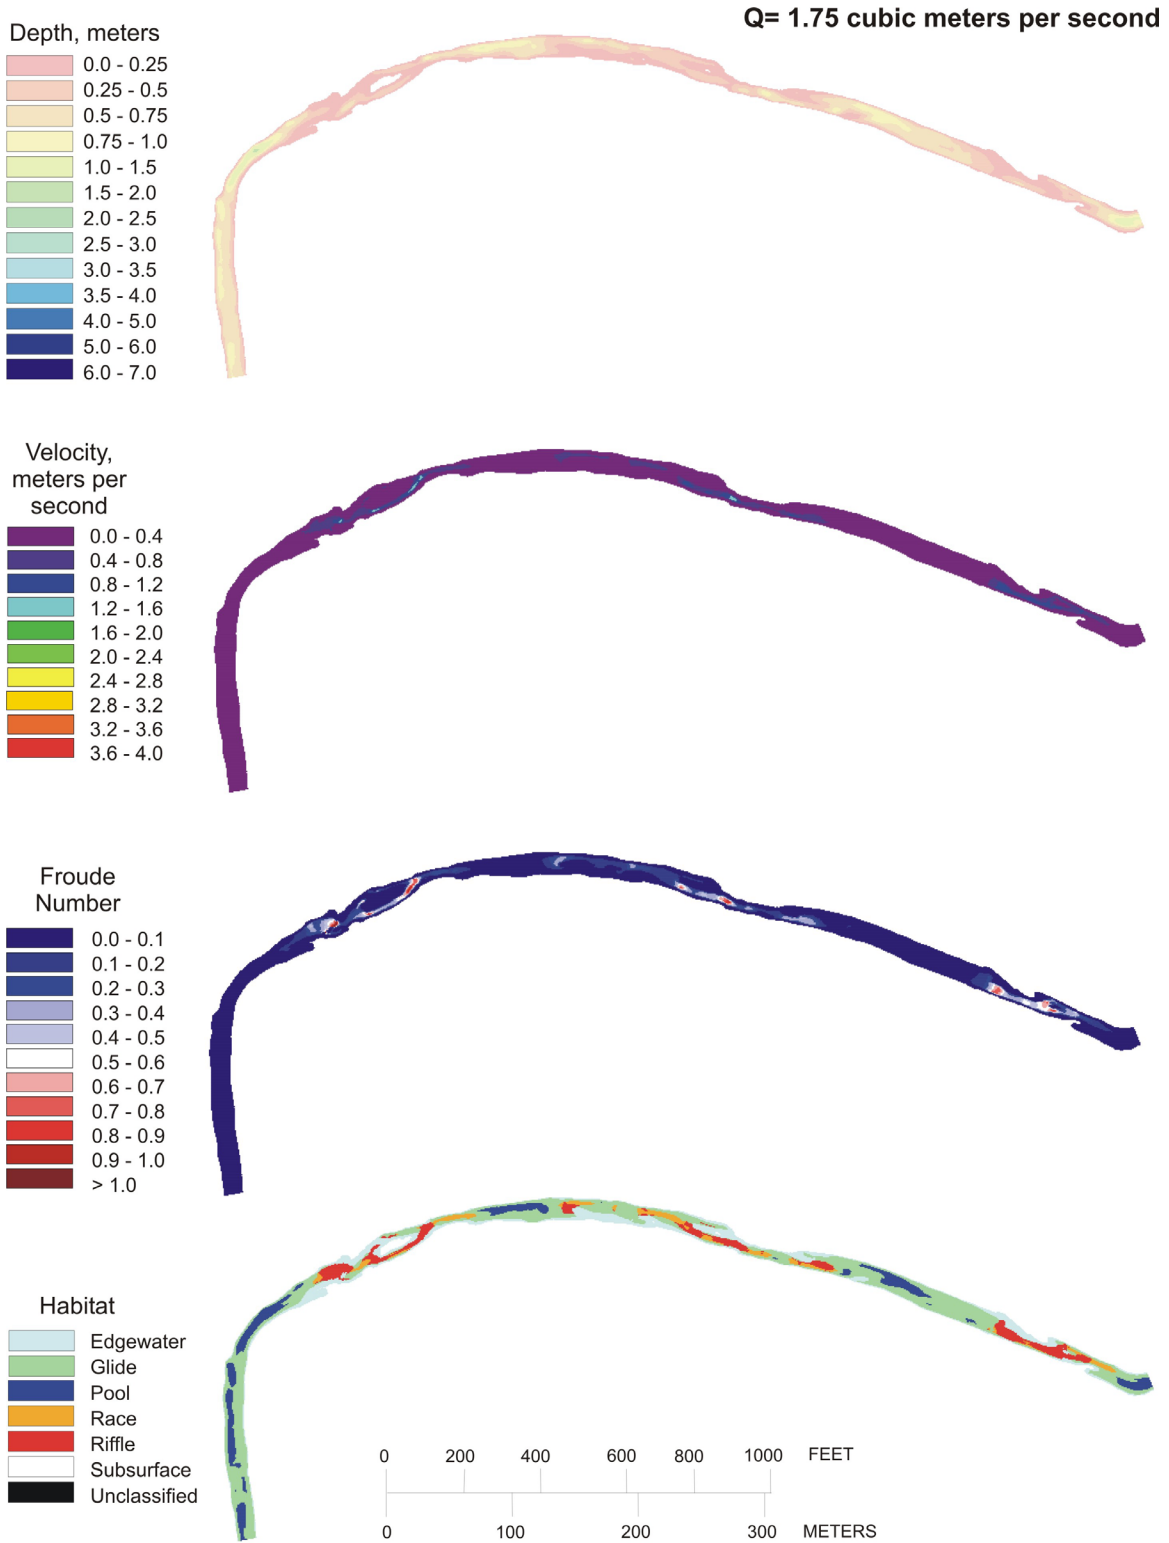 Q= 1.75 cubic meters per second
Depth, meters
0.0 - 0.25
0.25 - 0.5
0.5 - 0.75
0.75 - 1.0
1.0 - 1.5
1.5 - 2.0
2.0 - 2.5
2.5 - 3.0
3.0 - 3.5
3.5 - 4.0
4.0 - 5.0
5.0 - 6.0
6.0 - 7.0
Velocity,
meters per
second
0.0 - 0.4
0.4 - 0.8
0.8 - 1.2
1.2 - 1.6
1.6 - 2.0
2.0 - 2.4
2.4 - 2.8
2.8 - 3.2
3.2 - 3.6
3.6 - 4.0
Froude
Number
0.0 - 0.1
0.1 - 0.2
0.2 - 0.3
0.3 - 0.4
0.4 - 0.5
0.5 - 0.6
0.6 - 0.7
0.7 - 0.8
0.8 - 0.9
0.9 - 1.0
> 1.0
Habitat
Edgewater
Glide
Pool
Race
Riffle
Subsurface
Unclassified
0 200 400 600 800 1000 FEET
0 100 200 300 METERS